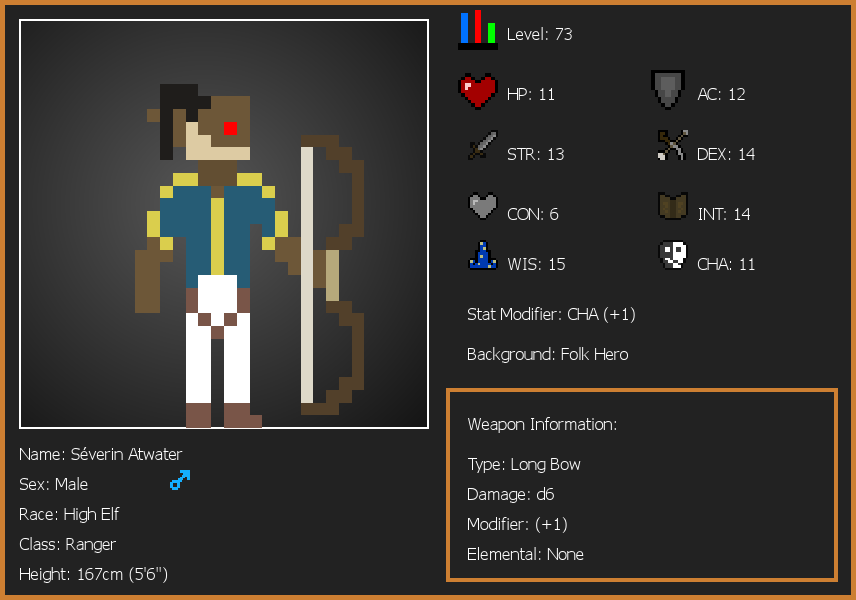 Level: 73
HP: 11
AC: 12
STR: 13
DEX: 14
CON: 6
INT: 14
WIS: 15
CHA: 11
Stat Modifier: CHA (+1)
Background: Folk Hero
Weapon Information:
Type: Long Bow
Damage: d6
Modifier: (+1)
Elemental: None
Name: Séverin Atwater
Sex: Male
Race: High Elf
Class: Ranger
Height: 167cm (5'6")